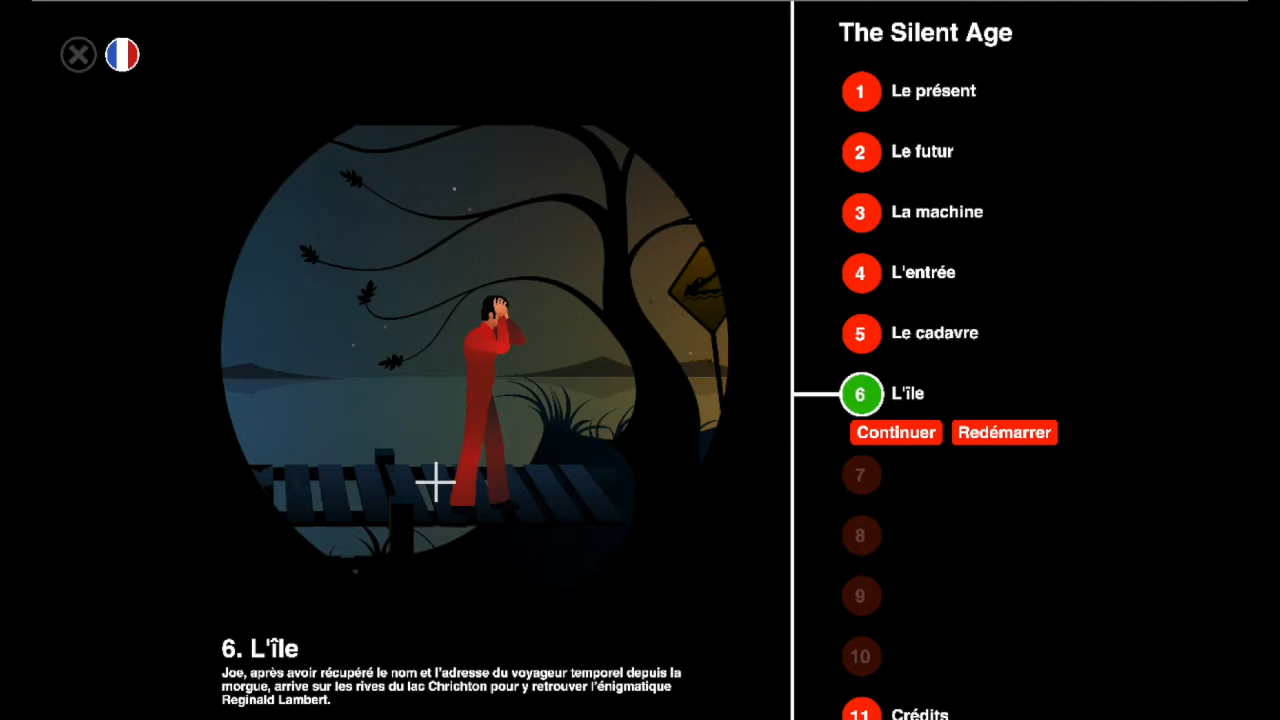 The Silent Age
1 Le présent
2 Le futur
3 La machine
4 L'entrée
5 Le cadavre
6 L'île
Continuer Redémarrer
7
8
9
10
11 Crédits
6. L'île
Joe, après avoir récupéré le nom et l'adresse du voyageur temporel depuis la
morgue, arrive sur les rives du lac Chrichton pour y retrouver l'énigmatique
Reginald Lambert.